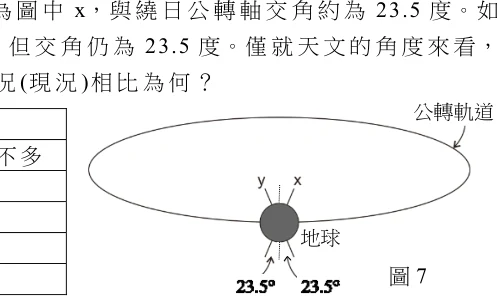 為圖中 x，與繞日公轉軸交角約為 23.5 度。如
但交角仍為 23.5 度。僅就天文的角度來看，
況(現況)相比為何？
不多
公轉軌道
y x
地球
23.5° 23.5°
圖 7